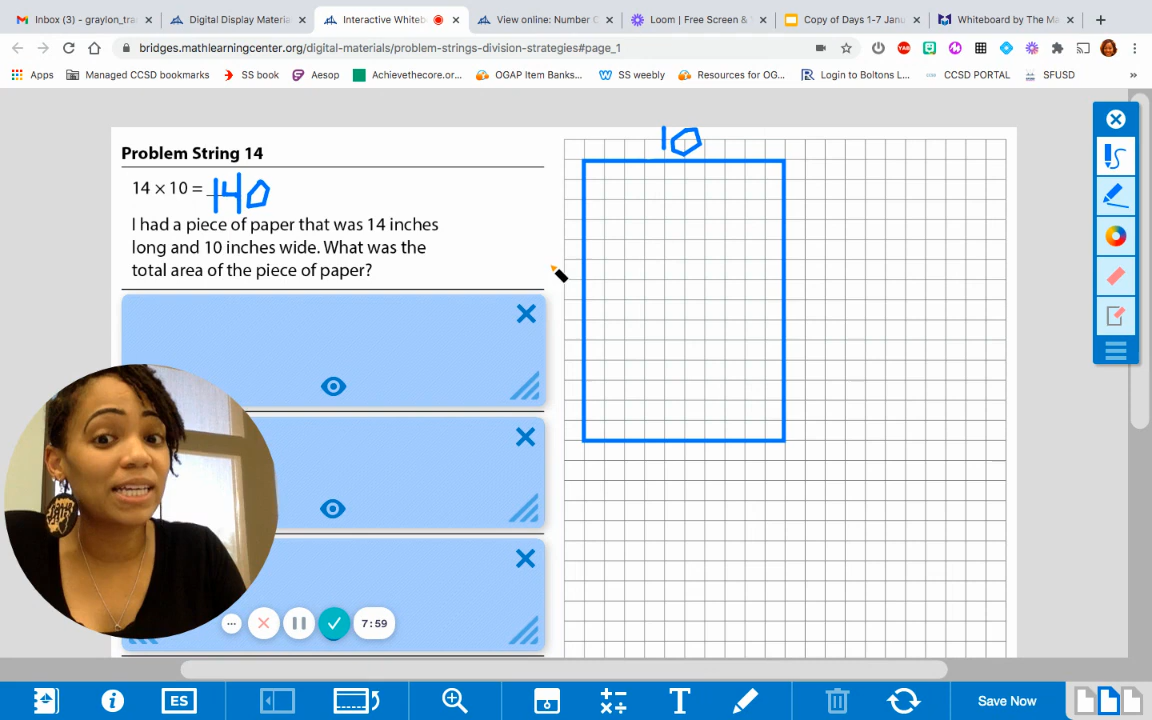 Inbox (3) - graylon_tra
Digital Display Materia
Interactive Whiteb
View online: Number C
Loom | Free Screen &
Copy of Days 1-7 Janu
Whiteboard by The Ma
bridges.mathlearningcenter.org/digital-materials/problem-strings-division-strategies#page_1
Apps
Managed CCSD bookmarks
SS book
Aesop
Achievethecore.or...
OGAP Item Banks...
SS weekly
Resources for OG...
Login to Boltons L...
CCSD PORTAL
SFUSD
»
Problem String 14
14 × 10 = 140
I had a piece of paper that was 14 inches
long and 10 inches wide. What was the
total area of the piece of paper?
10
7:59
ES
T
Save Now